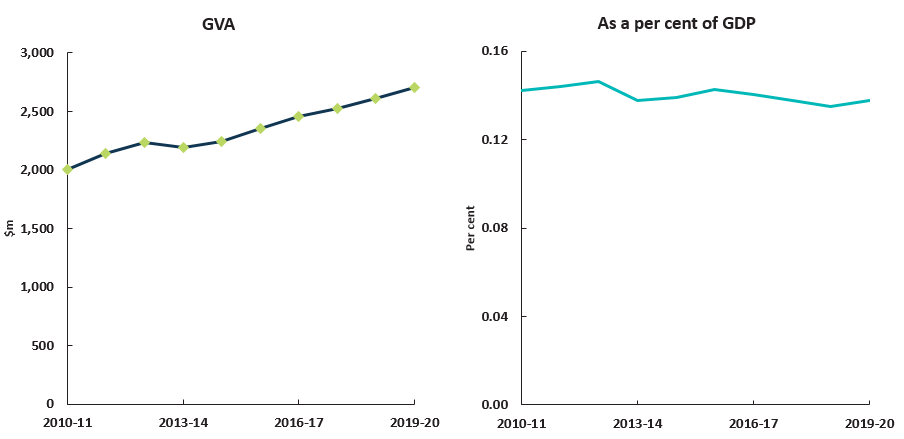 GVA
3,000
2,500
2,000
1,500
1,000
500
0
$m
2010-11 2013-14 2016-17 2019-20
As a per cent of GDP
0.16
0.12
0.08
0.04
0.00
Per cent
2010-11 2013-14 2016-17 2019-20